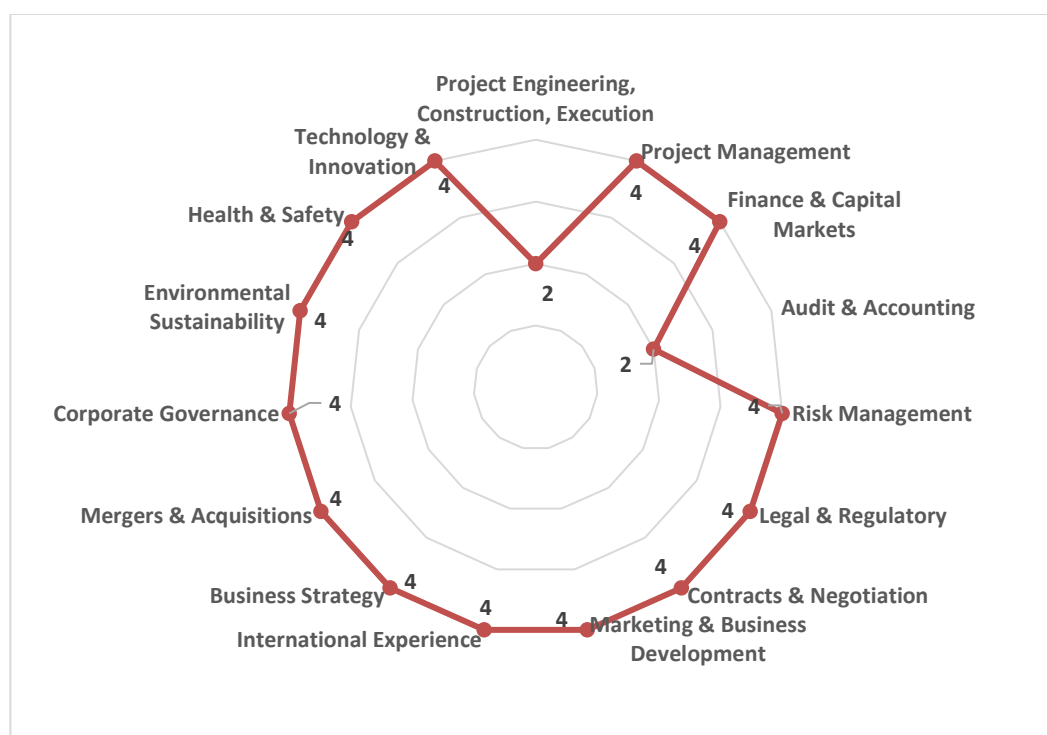 Project Engineering,
Construction, Execution
Technology &
Innovation
Project Management
4
4
Finance & Capital
Markets
Health & Safety
4
4
Environmental
Sustainability
4
2
Audit & Accounting
2
Corporate Governance
4
4
Risk Management
Mergers & Acquisitions
4
4
Legal & Regulatory
Business Strategy
4
4
Contracts & Negotiation
International Experience
4
4
Marketing & Business
Development